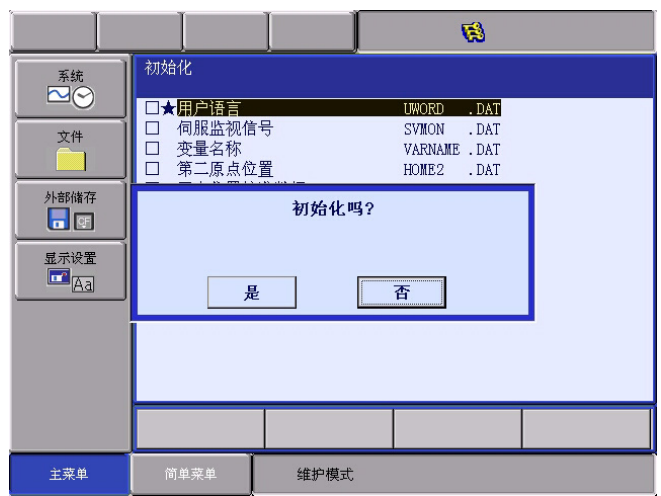 系统
初始化
★用户语言 UWORD .DAT
伺服监视信号 SVMON .DAT
文件
变量名称 VARNAME .DAT
第二原点位置 HOME2 .DAT
外部储存
CF
初始化吗?
显示设置
Aa
是 否
主菜单 简单菜单 维护模式